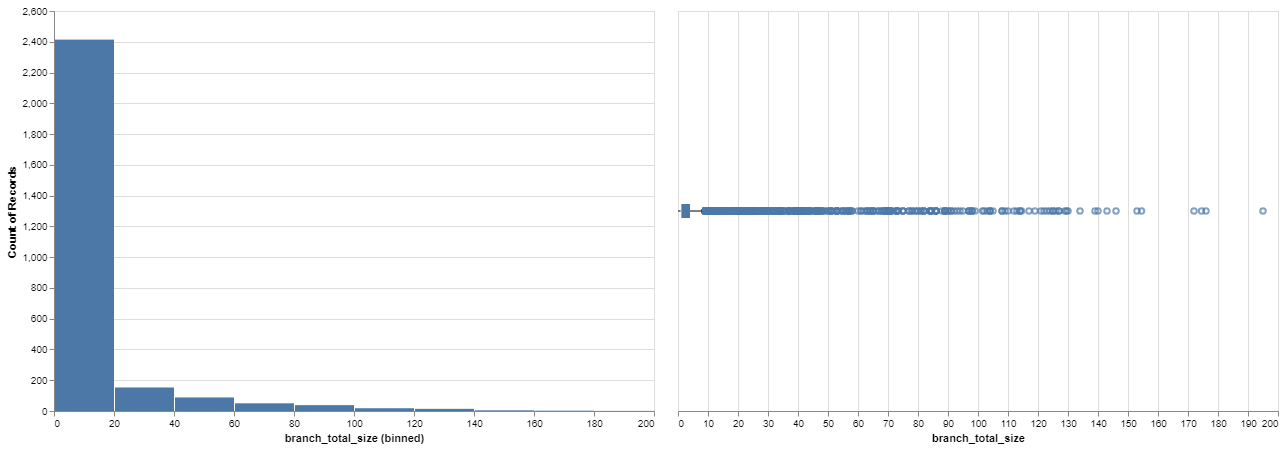 2,600
2,400
2,200
2,000
1,800
1,600
1,400
1,200
1,000
800
600
400
200
0
Count of Records
0 20 40 60 80 100 120 140 160 180 200
branch_total_size (binned)
0 10 20 30 40 50 60 70 80 90 100 110 120 130 140 150 160 170 180 190 200
branch_total_size